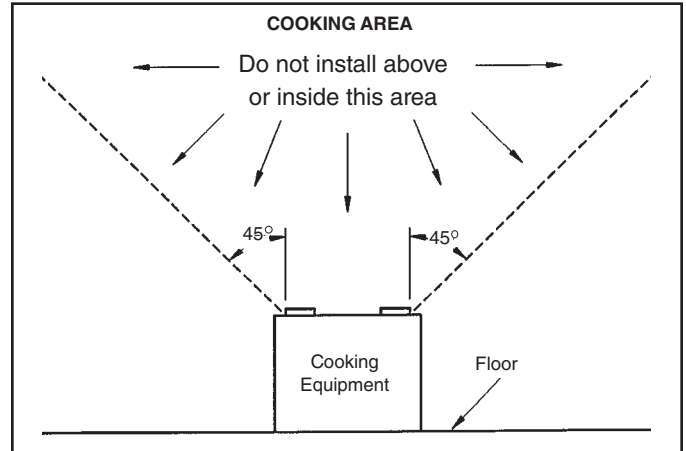 COOKING AREA
Do not install above
or inside this area
45° 45°
Cooking
Equipment
Floor